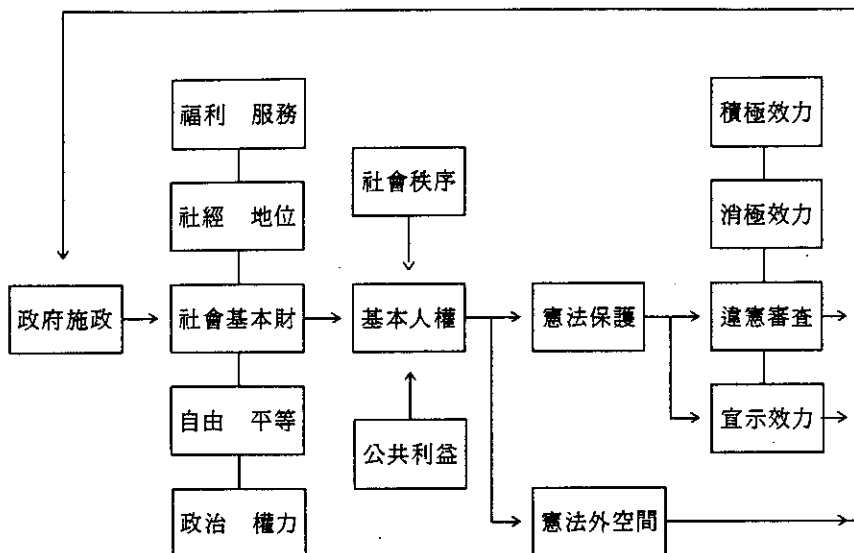 福利　服務
積極效力
社會秩序
社經　地位
消極效力
政府施政
社會基本財
基本人權
憲法保護
違憲審查
自由　平等
公共利益
宣示效力
政治　權力
憲法外空間